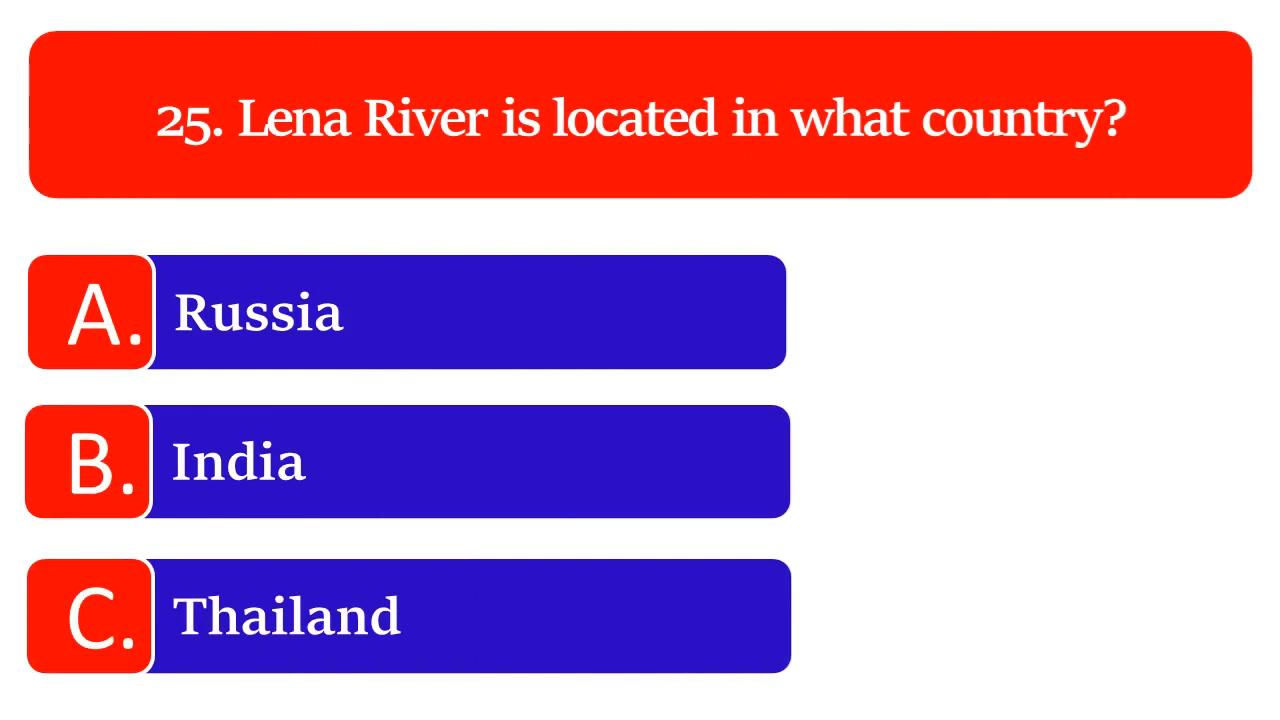 25. Lena River is located in what country?
A. Russia
B. India
C. Thailand